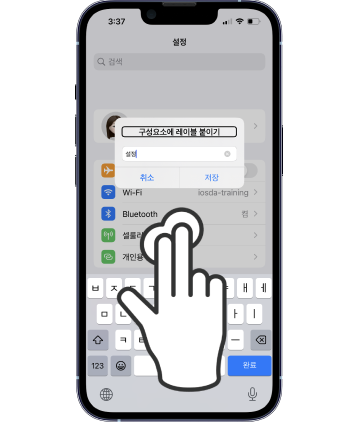 3:37
설정
검색
구성요소에 레이블 붙이기
설정
취소 저장
Wi-Fi iosda-training
Bluetooth 켬
셀룰
개인용
ㅂ ㅈ ㄷ ㄱ ㅐ ㅔ
ㅁ ㄴ ㅏ ㅣ
ㅋ ㅡ
123 완료